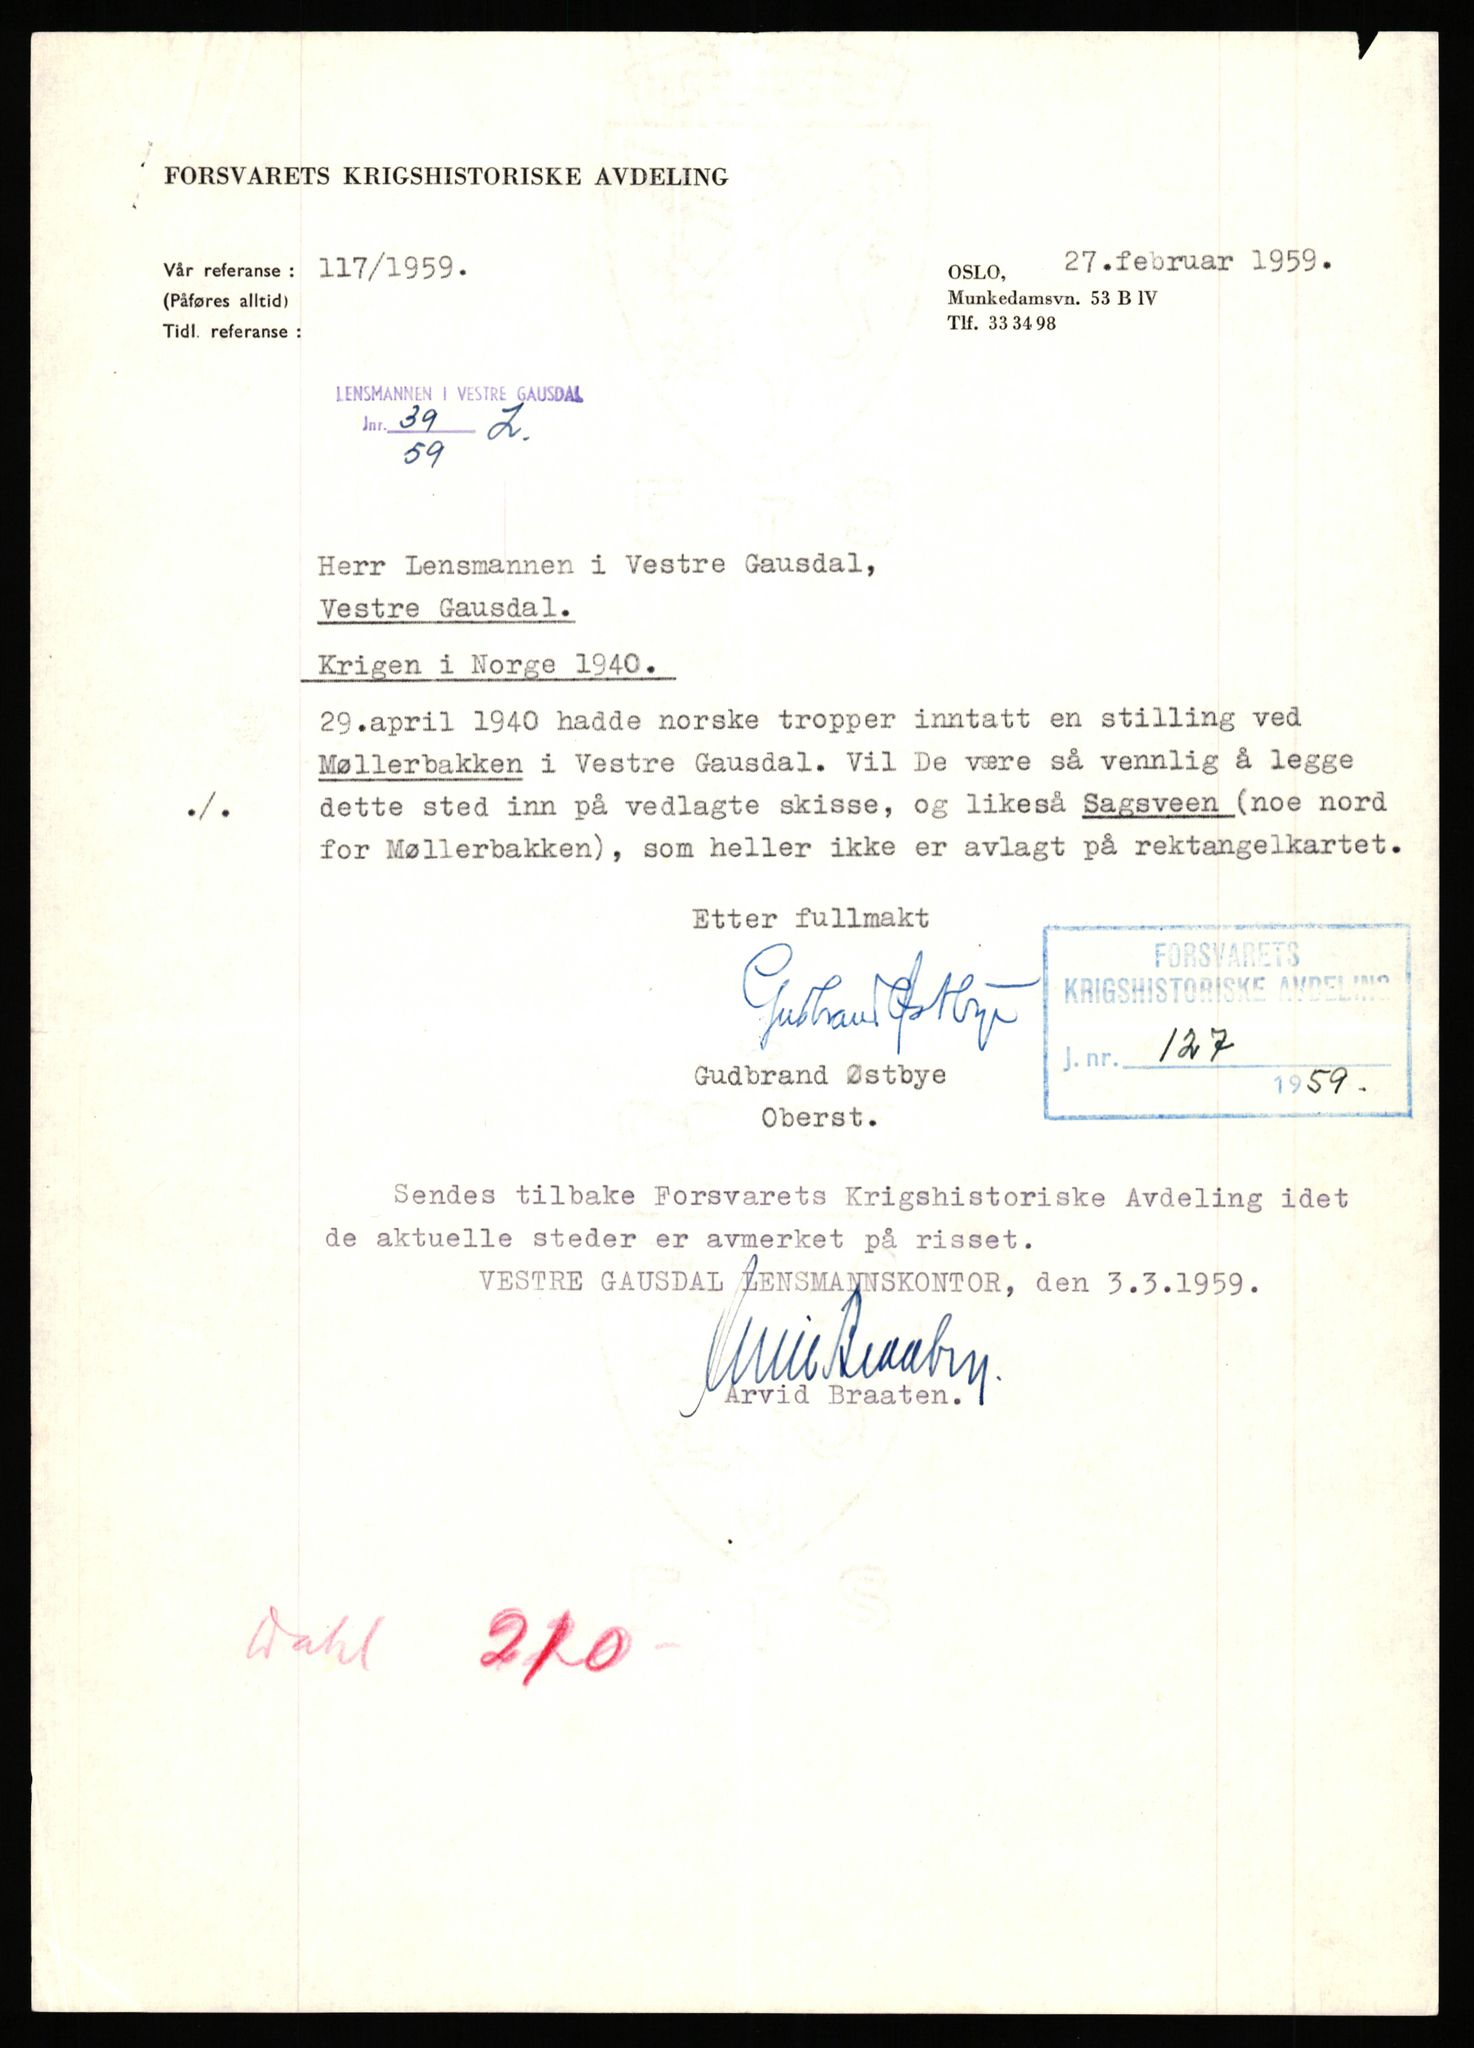 FORSVARETS KRIGSHISTORISKE AVDELING
Vår referanse : 117/1959.
(Påføres alltid)
Tidl. referanse :
27.februar 1959.
OSLO,
Munkedamsvn. 53 B IV
Tlf. 33 34 98
LENSMANNEN I VESTRE GAUSDAL
Jnr. 39 L.
59
Herr Lensmannen i Vestre Gausdal,
Vestre Gausdal.
Krigen i Norge 1940.
29.april 1940 hadde norske tropper inntatt en stilling ved
Møllerbakken i Vestre Gausdal. Vil De være så vennlig å legge
./. dette sted inn på vedlagte skisse, og likeså Sagsveen (noe nord
for Møllerbakken), som heller ikke er avlagt på rektangelkartet.
Etter fullmakt
Gudbrand Østbye
Gudbrand Østbye
Oberst.
FORSVARETS
KRIGSHISTORISKE AVDELING
J. nr. 127
1959.
Sendes tilbake Forsvarets Krigshistoriske Avdeling idet
de aktuelle steder er avmerket på risset.
VESTRE GAUSDAL LENSMANNSKONTOR, den 3.3.1959.
Arvid Braaten.
Arvid Braaten.
Dahl 210-
FtS